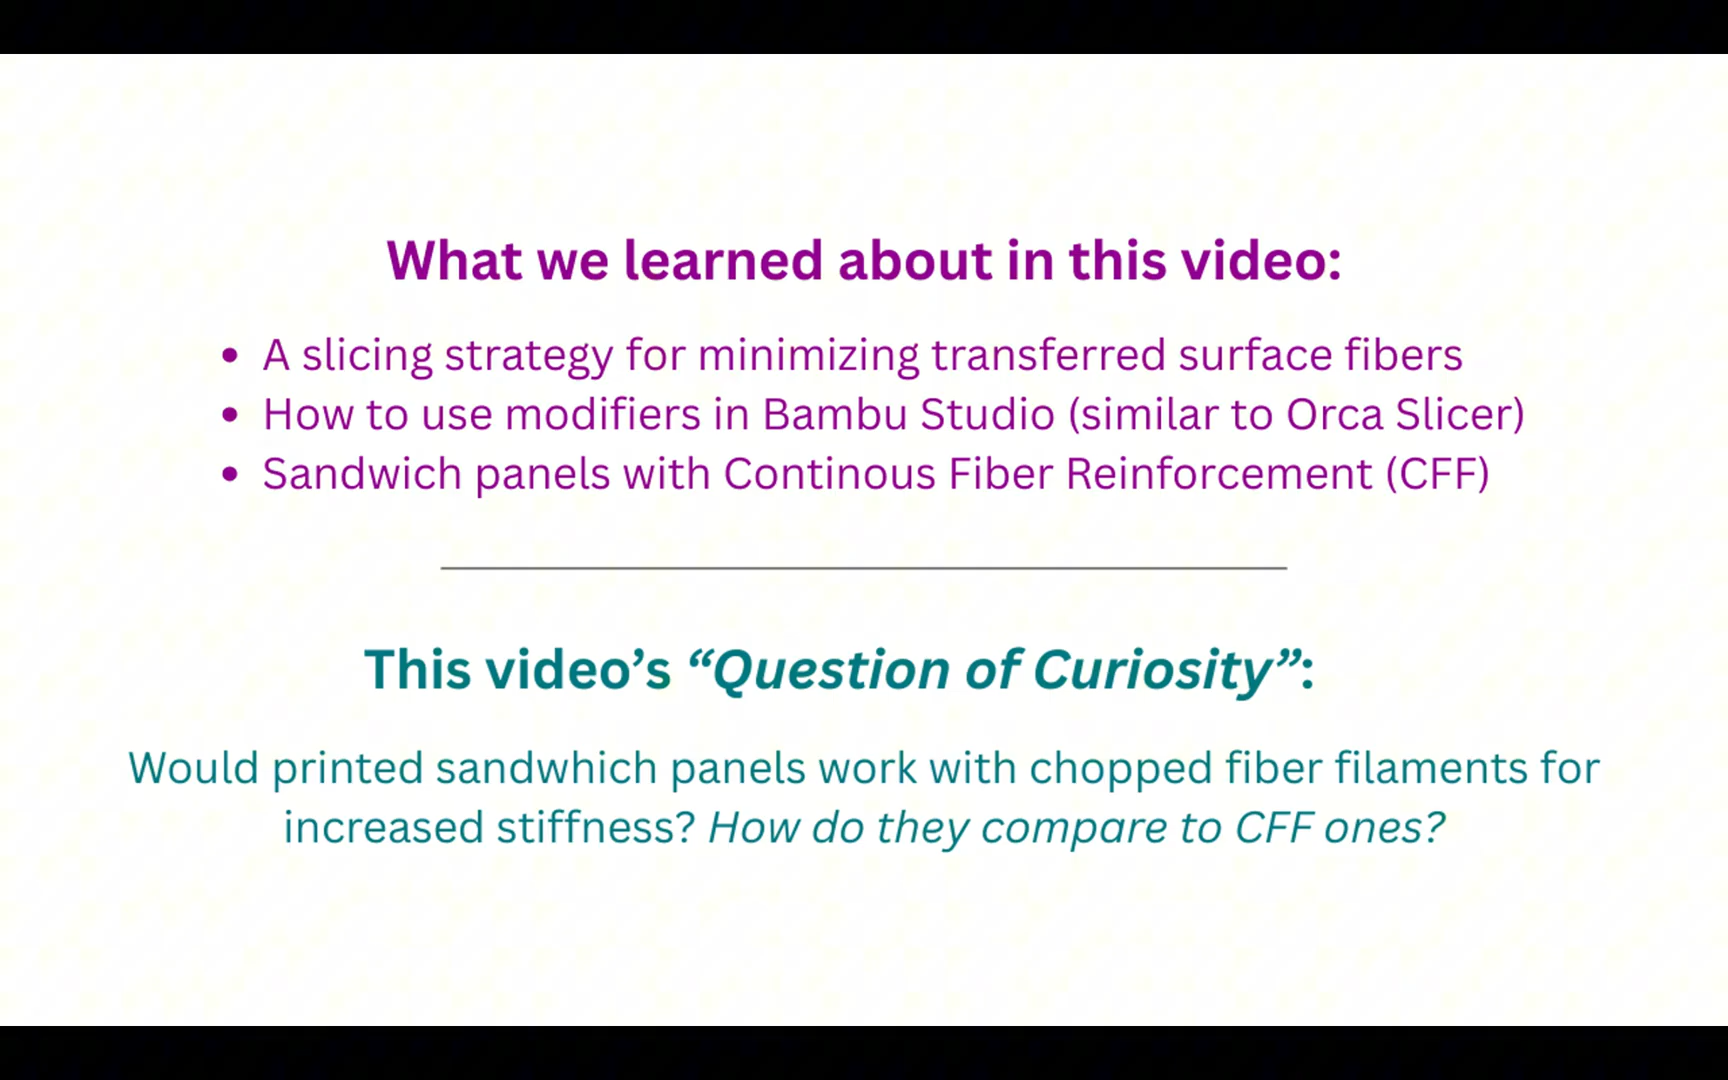 What we learned about in this video:
• A slicing strategy for minimizing transferred surface fibers
• How to use modifiers in Bambu Studio (similar to Orca Slicer)
• Sandwich panels with Continous Fiber Reinforcement (CFF)
This video’s “Question of Curiosity”:
Would printed sandwhich panels work with chopped fiber filaments for
increased stiffness? How do they compare to CFF ones?